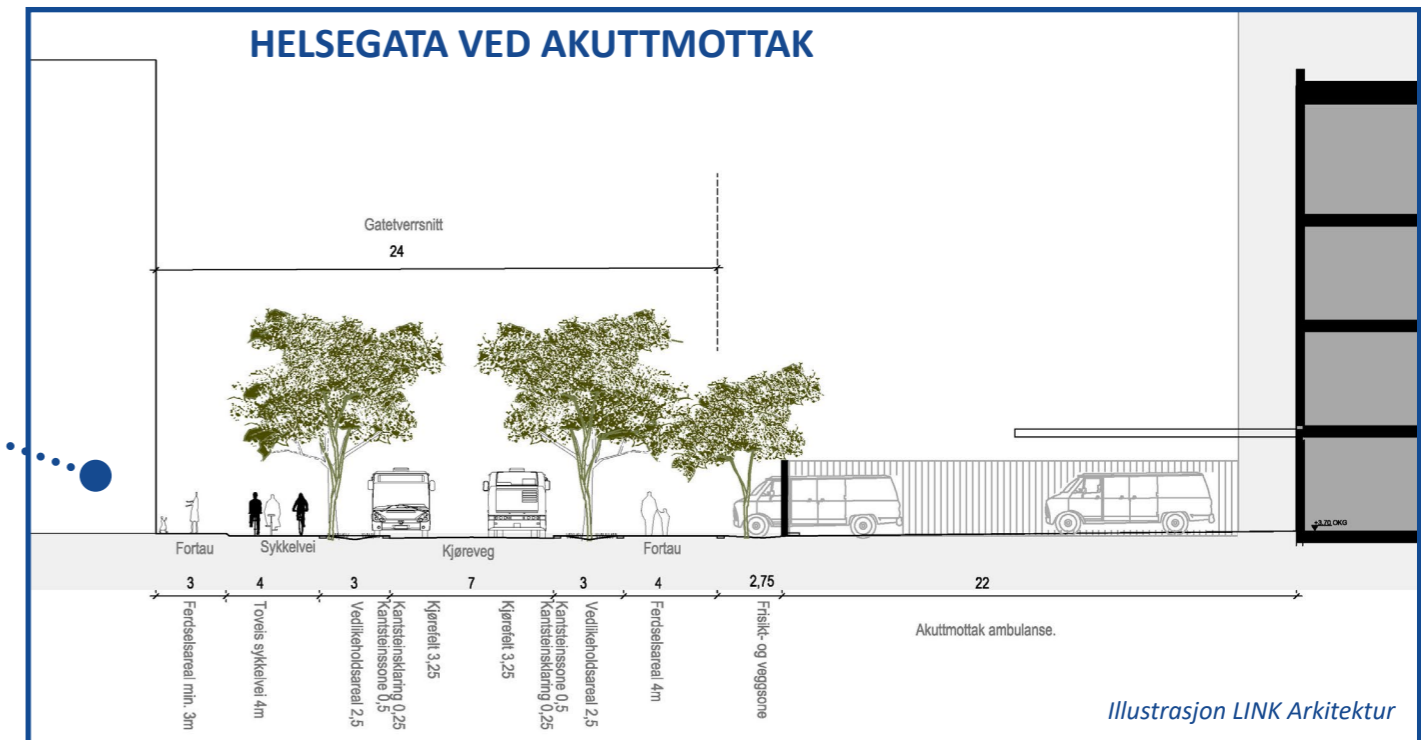 HELSEGATA VED AKUTTMOTTAK
Gatetverrsnitt
24
+3,70 OKG
Fortau
Sykkelvei
Kjøreveg
Fortau
3
4
3
7
3
4
2,75
22
Ferdselsareal min. 3m
Toveis sykkelvei 4m
Vedlikeholdsareal 2,5
Kantsteinssone 0,5
Kantsteinsklaring 0,25
Kjørefelt 3,25
Kjørefelt 3,25
Kantsteinsklaring 0,25
Kantsteinssone 0,5
Vedlikeholdsareal 2,5
Ferdselsareal 4m
Frisikt- og veggsone
Akuttmottak ambulanse.
Illustrasjon LINK Arkitektur